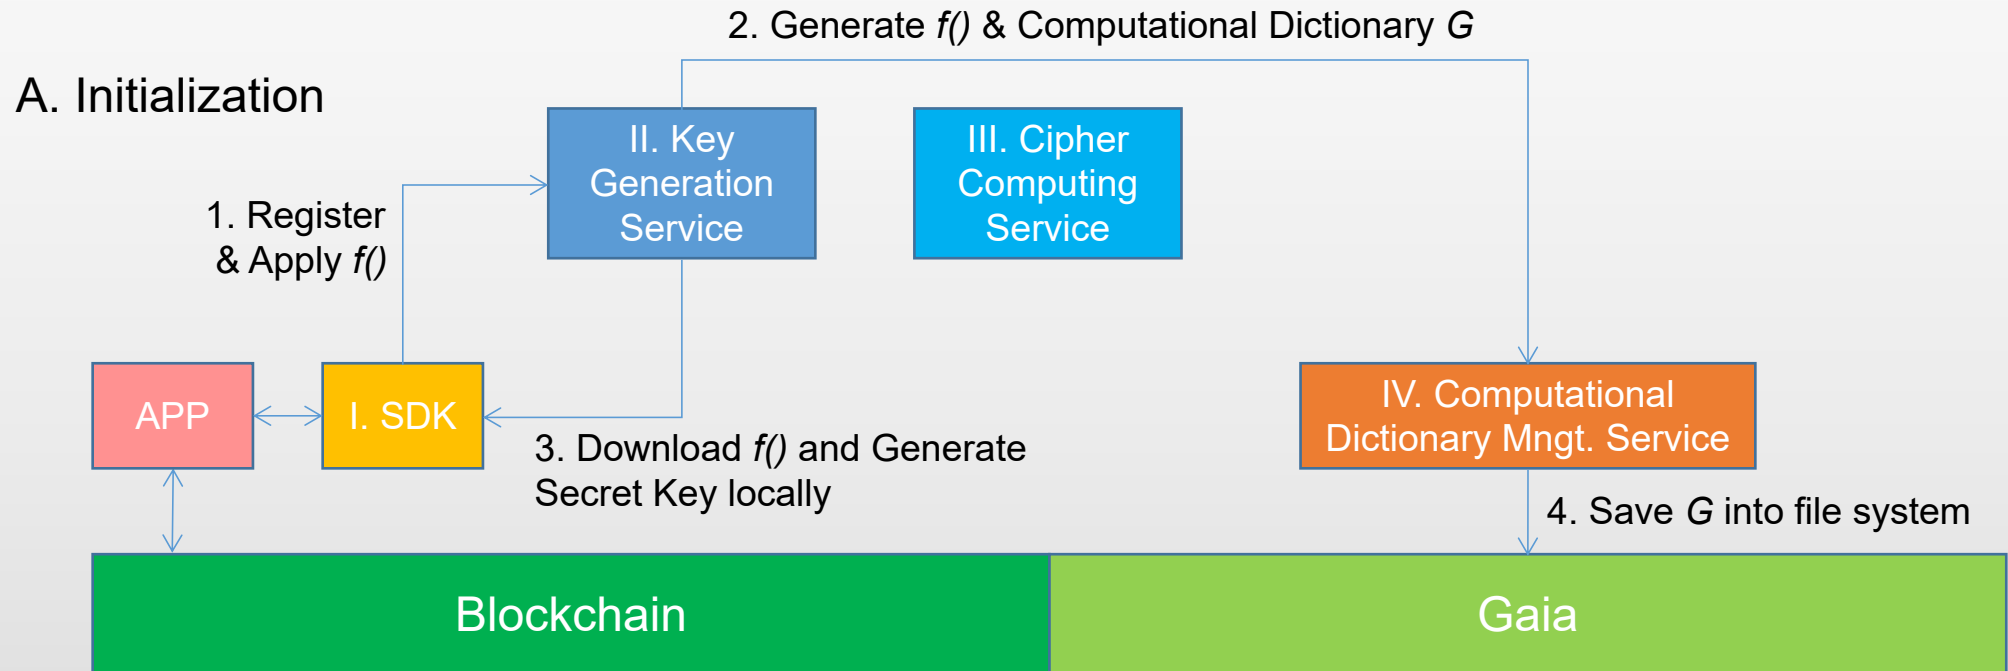 2. Generate f() & Computational Dictionary G
A. Initialization
II. Key
Generation
Service
III. Cipher
Computing
Service
1. Register
& Apply f()
APP
I. SDK
IV. Computational
Dictionary Mngt. Service
3. Download f() and Generate
Secret Key locally
4. Save G into file system
Blockchain
Gaia